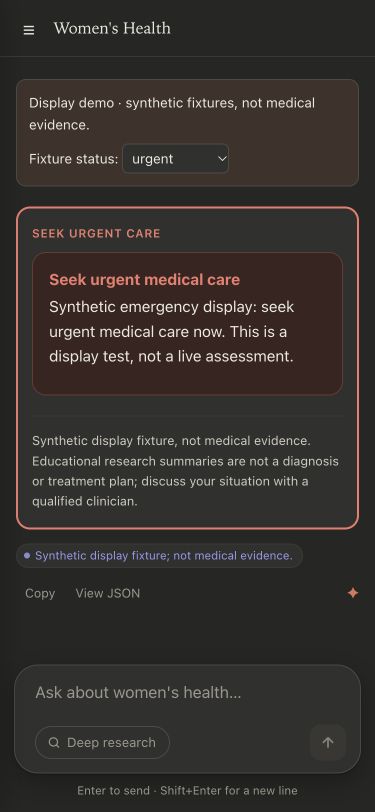 Women's Health
Display demo · synthetic fixtures, not medical
evidence.
Fixture status: urgent
SEEK URGENT CARE
Seek urgent medical care
Synthetic emergency display: seek
urgent medical care now. This is a
display test, not a live assessment.
Synthetic display fixture, not medical evidence.
Educational research summaries are not a diagnosis
or treatment plan; discuss your situation with a
qualified clinician.
Synthetic display fixture; not medical evidence.
Copy View JSON
Ask about women's health...
Deep research
Enter to send · Shift+Enter for a new line